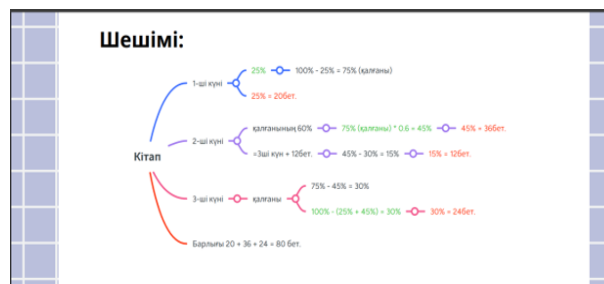 Шешімі:
Кітап
1-ші күні
25%
100% - 25% = 75% (қалғаны)
25% = 20бет.
2-ші күні
қалғанының 60%
75% (қалғаны) * 0.6 = 45%
45% = 36бет.
=3ші күн + 12бет.
45% - 30% = 15%
15% = 12бет.
3-ші күні
қалғаны
75% - 45% = 30%
100% - (25% + 45%) = 30%
30% = 24бет.
Барлығы 20 + 36 + 24 = 80 бет.